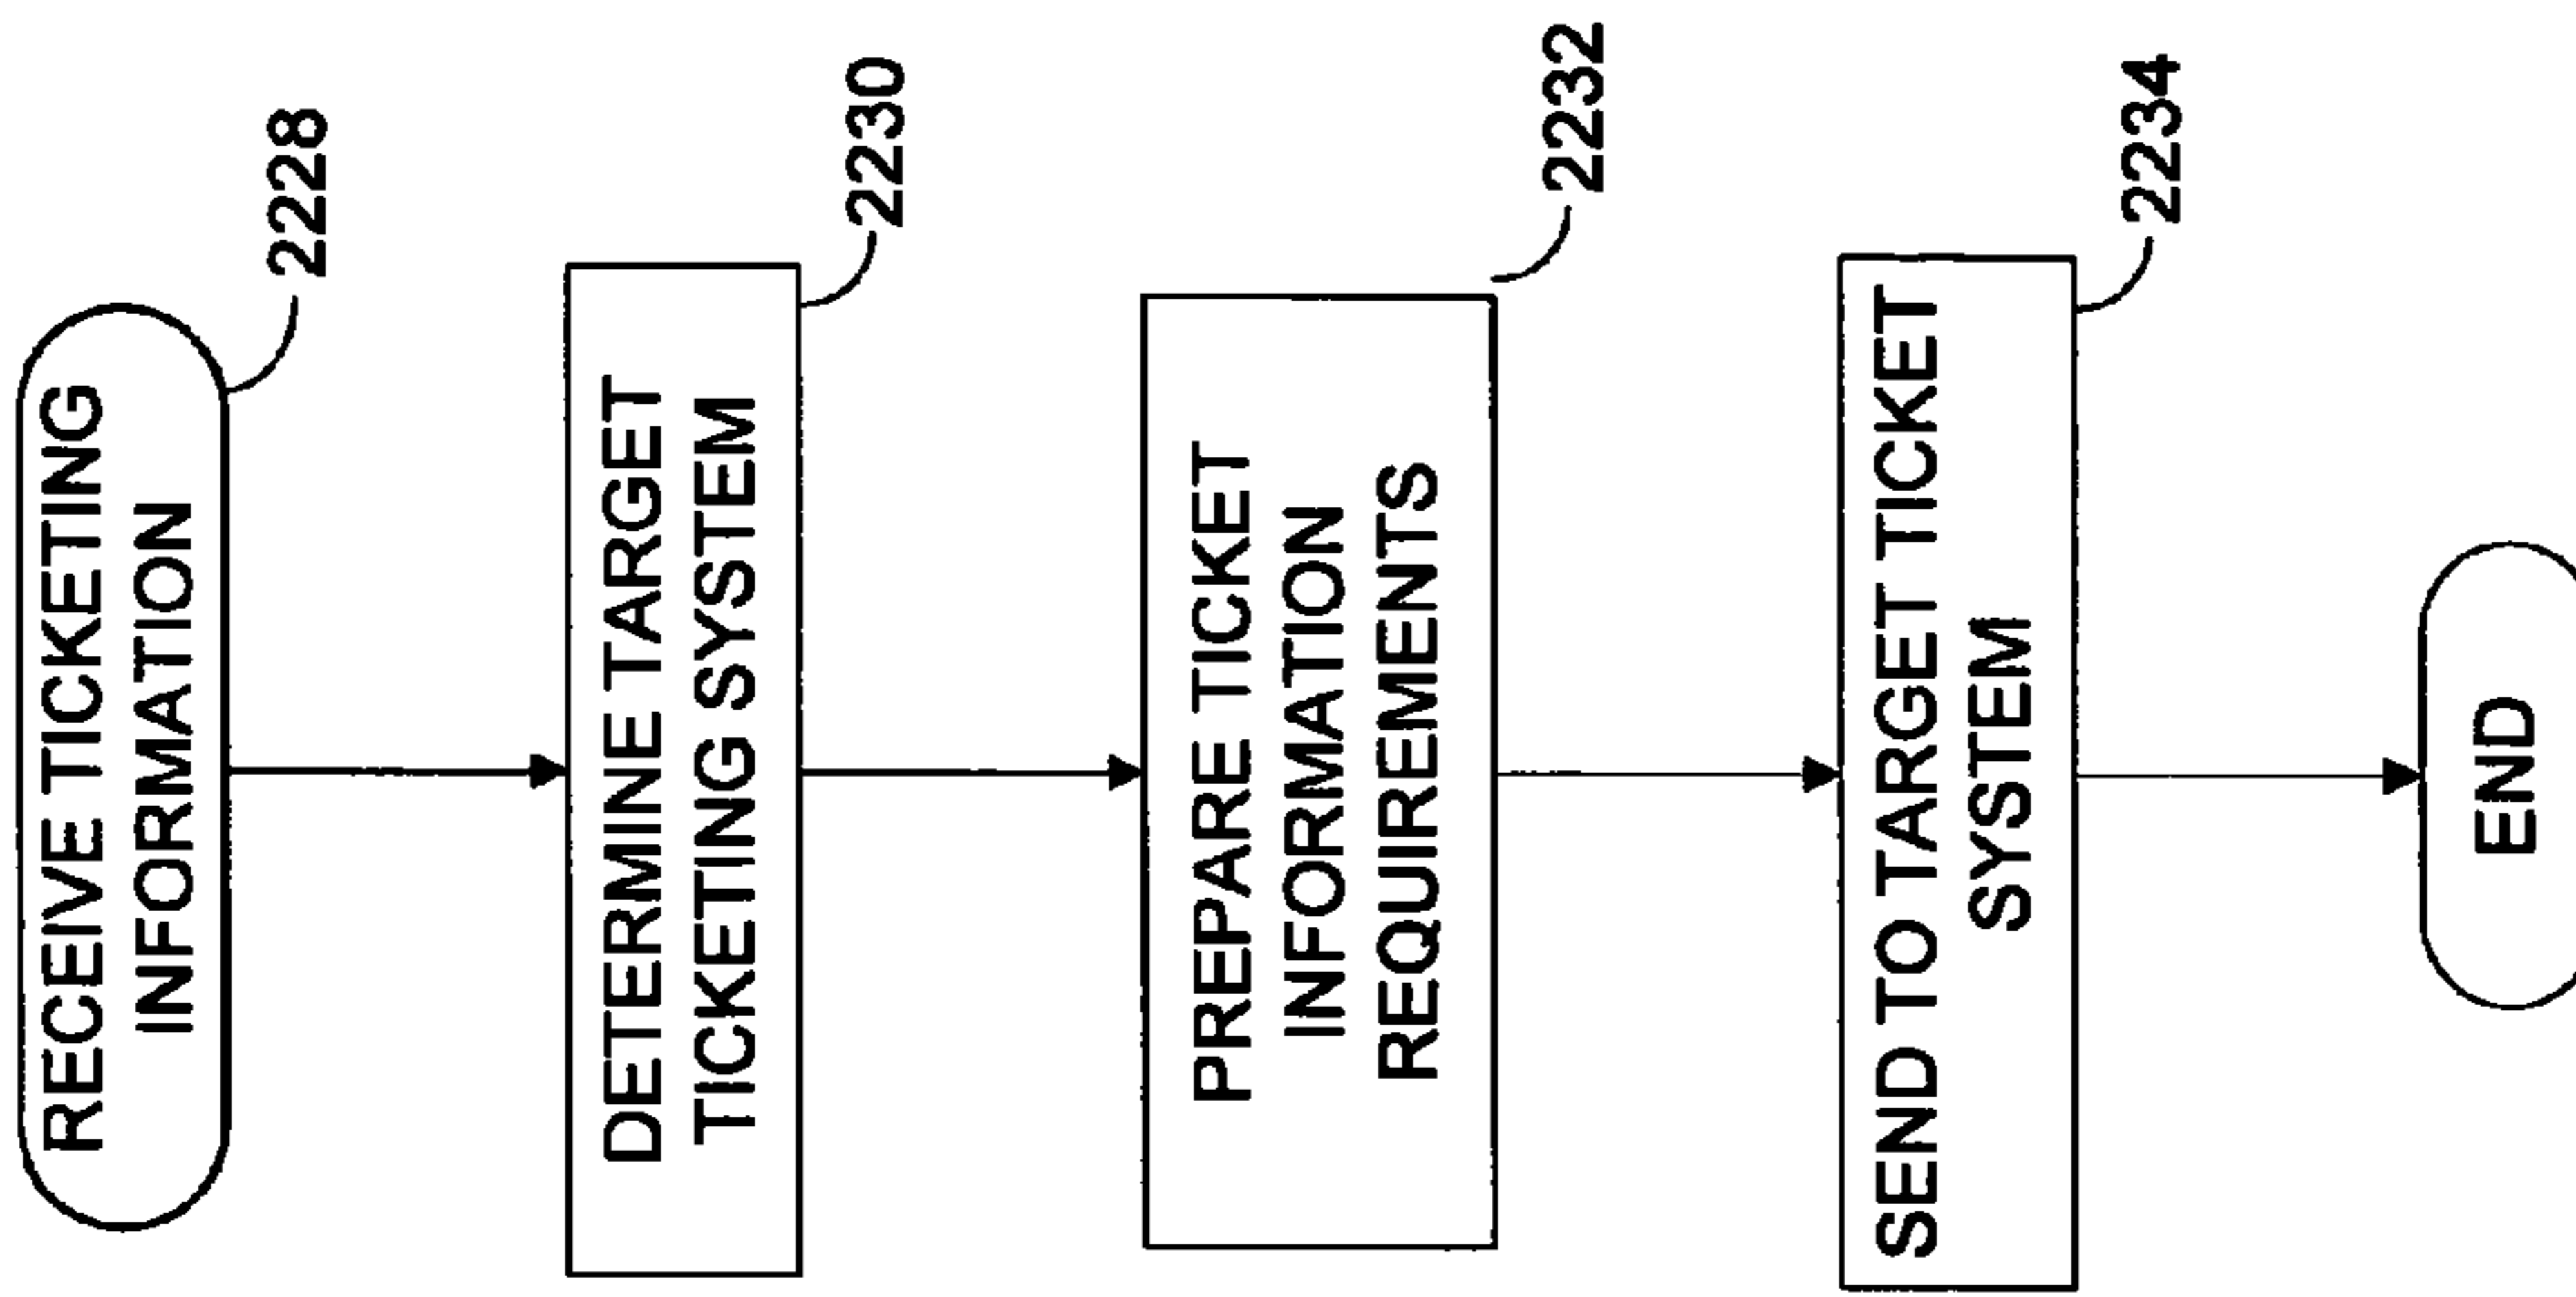 RECEIVE TICKETING
INFORMATION
2228
DETERMINE TARGET
TICKETING SYSTEM
2230
PREPARE TICKET
INFORMATION
REQUIREMENTS
2232
SEND TO TARGET TICKET
SYSTEM
2234
END